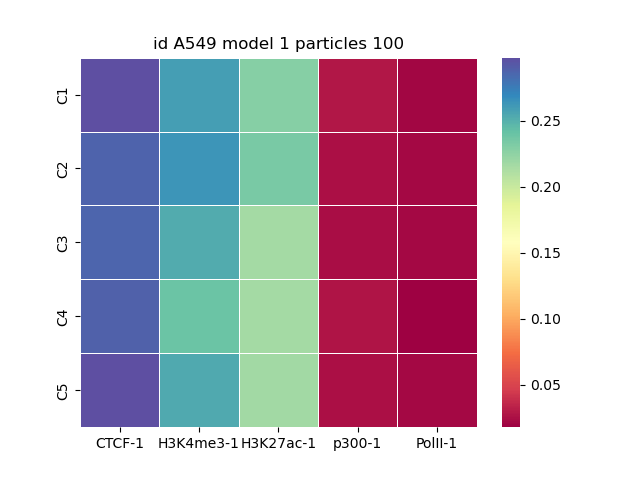 id A549 model 1 particles 100
C1
C2
C3
C4
C5
CTCF-1 H3K4me3-1 H3K27ac-1 p300-1 PolII-1
0.25
0.20
0.15
0.10
0.05